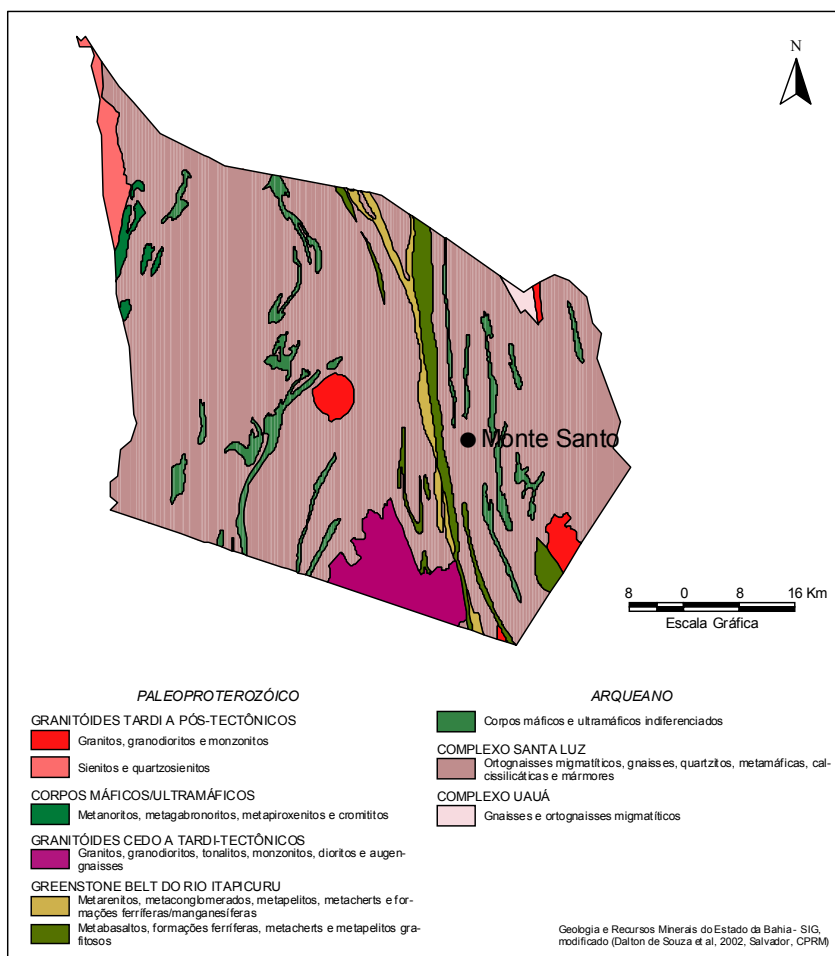 N
Monte Santo
8 0 8 16 Km
Escala Gráfica
PALEOPROTEROZÓICO
GRANITÓIDES TARDI A PÓS-TECTÔNICOS
Granitos, granodioritos e monzonitos
Sienitos e quartzosienitos
CORPOS MÁFICOS/ULTRAMÁFICOS
Metanoritos, metagabronoritos, metapiroxenitos e cromititos
GRANITÓIDES CEDO A TARDI-TECTÔNICOS
Granitos, granodioritos, tonalitos, monzonitos, dioritos e augen-
gnaisses
GREENSTONE BELT DO RIO ITAPICURU
Metarenitos, metaconglomerados, metapelitos, metacherts e for-
mações ferríferas/manganesíferas
Metabasaltos, formações ferríferas, metacherts e metapelitos gra-
fitosos
ARQUEANO
Corpos máficos e ultramáficos indiferenciados
COMPLEXO SANTA LUZ
Ortognaisses migmatíticos, gnaisses, quartzitos, metamáficas, cal-
cissilicáticas e mármores
COMPLEXO UAUÁ
Gnaisses e ortognaisses migmatíticos
Geologia e Recursos Minerais do Estado da Bahia - SIG,
modificado (Dalton de Souza et al, 2002, Salvador, CPRM)